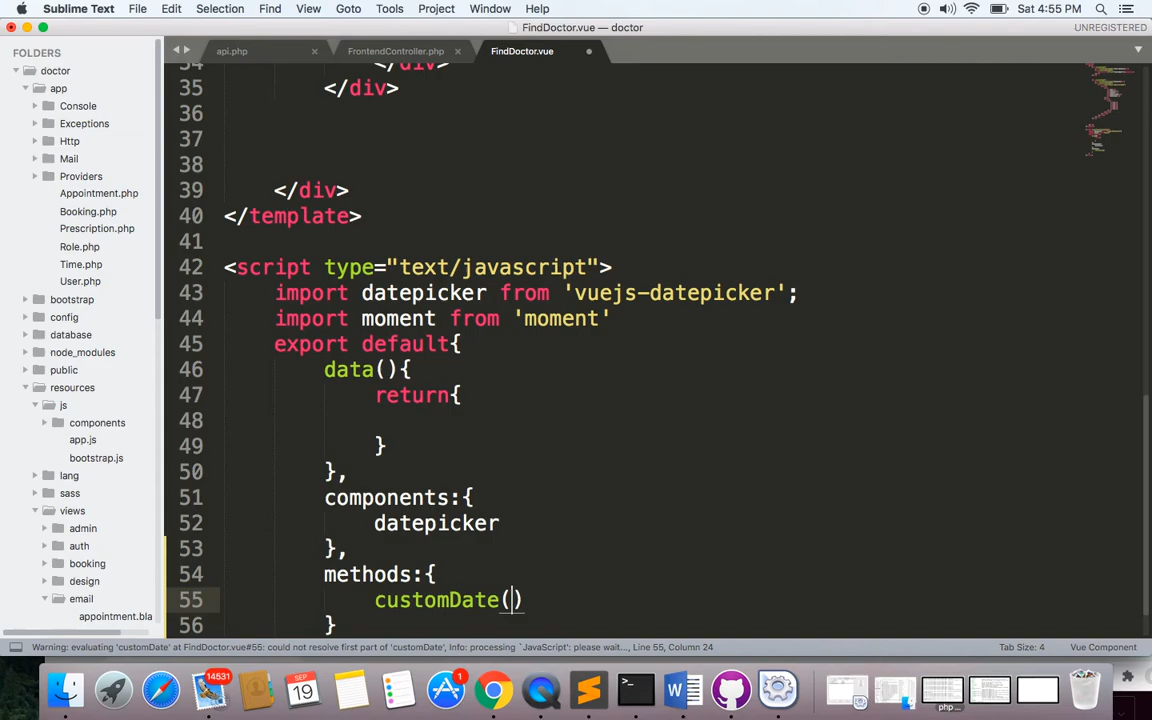 Sublime Text File Edit Selection Find View Goto Tools Project Window Help Sat 4:55 PM
FindDoctor.vue — doctor UNREGISTERED
FOLDERS
doctor
app
Console
Exceptions
Http
Mail
Providers
Appointment.php
Booking.php
Prescription.php
Role.php
Time.php
User.php
bootstrap
config
database
node_modules
public
resources
js
components
app.js
bootstrap.js
lang
sass
views
admin
auth
booking
design
email
appointment.bla
api.php FrontendController.php FindDoctor.vue
34 </div>
35 </div>
36
37
38
39 </div>
40 </template>
41
42 <script type="text/javascript">
43 import datepicker from 'vuejs-datepicker';
44 import moment from 'moment'
45 export default{
46 data(){
47 return{
48
49 }
50 },
51 components:{
52 datepicker
53 },
54 methods:{
55 customDate()
56 }
Warning: evaluating 'customDate' at FindDoctor.vue#55: could not resolve first part of 'customDate', Info: processing `JavaScript': please wait..., Line 55, Column 24 Tab Size: 4 Vue Component
14531
SEP
19
1
php